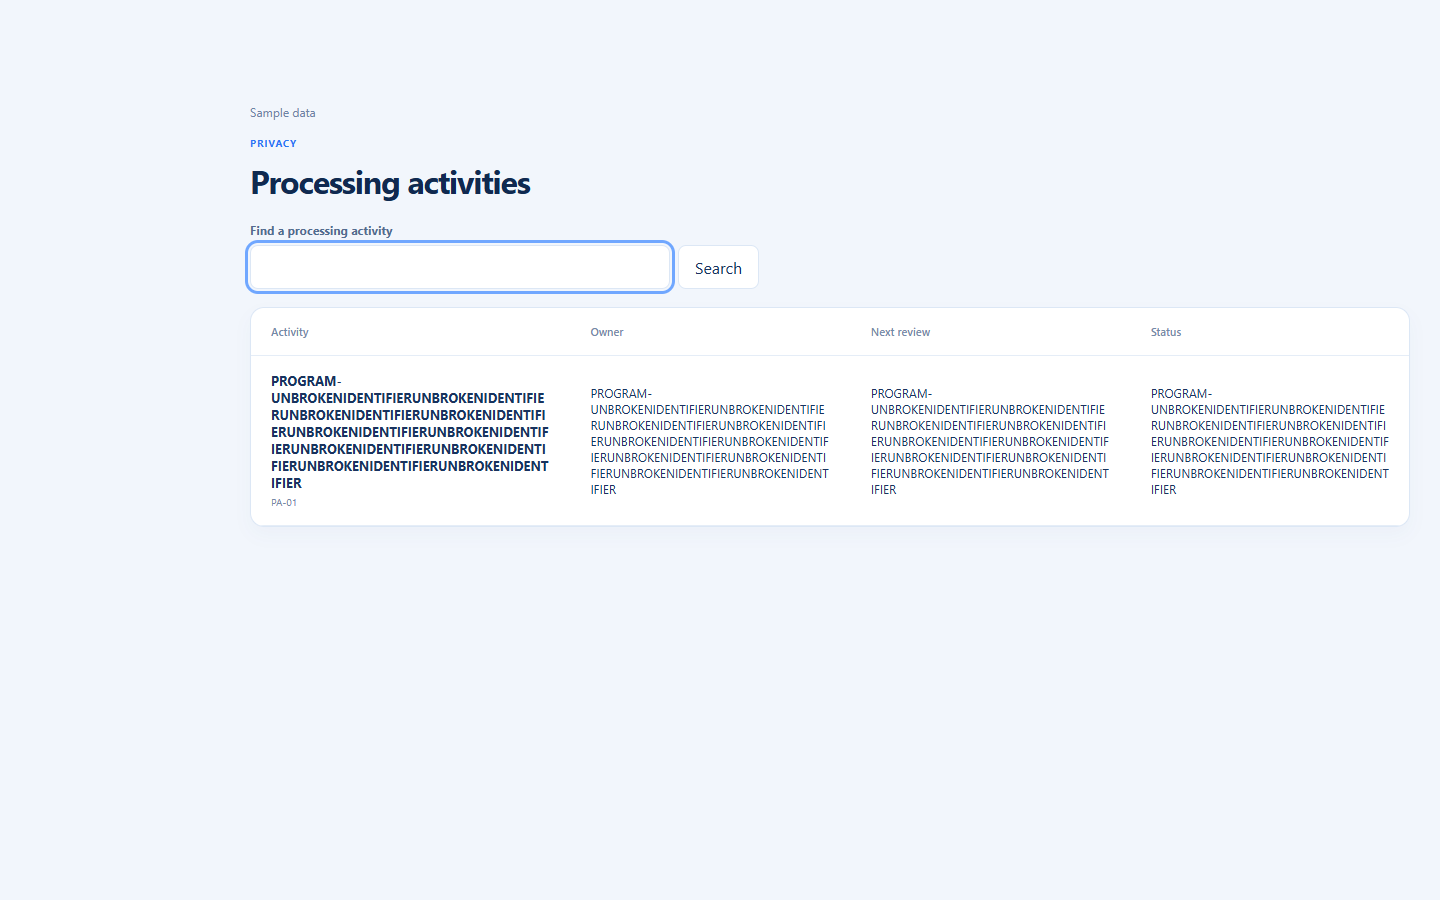 Sample data
PRIVACY
Processing activities
Find a processing activity
Search
Activity Owner Next review Status
PROGRAM-
UNBROKENIDENTIFIERUNBROKENIDENTIFIE
RUNBROKENIDENTIFIERUNBROKENIDENTIFI
ERUNBROKENIDENTIFIERUNBROKENIDENTIF
IERUNBROKENIDENTIFIERUNBROKENIDENTI
FIERUNBROKENIDENTIFIERUNBROKENIDENT
IFIER
PA-01
PROGRAM-
UNBROKENIDENTIFIERUNBROKENIDENTIFIE
RUNBROKENIDENTIFIERUNBROKENIDENTIFI
ERUNBROKENIDENTIFIERUNBROKENIDENTIF
IERUNBROKENIDENTIFIERUNBROKENIDENTI
FIERUNBROKENIDENTIFIERUNBROKENIDENT
IFIER
PROGRAM-
UNBROKENIDENTIFIERUNBROKENIDENTIFIE
RUNBROKENIDENTIFIERUNBROKENIDENTIFI
ERUNBROKENIDENTIFIERUNBROKENIDENTIF
IERUNBROKENIDENTIFIERUNBROKENIDENTI
FIERUNBROKENIDENTIFIERUNBROKENIDENT
IFIER
PROGRAM-
UNBROKENIDENTIFIERUNBROKENIDENTIFIE
RUNBROKENIDENTIFIERUNBROKENIDENTIFI
ERUNBROKENIDENTIFIERUNBROKENIDENTIF
IERUNBROKENIDENTIFIERUNBROKENIDENTI
FIERUNBROKENIDENTIFIERUNBROKENIDENT
IFIER